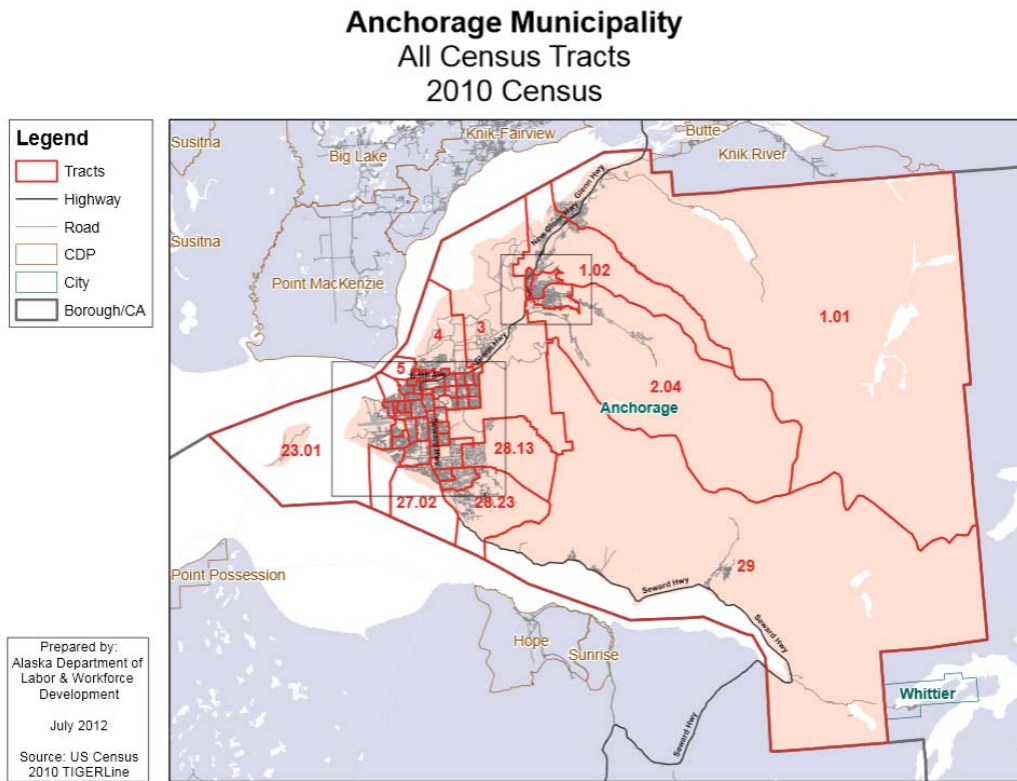 Anchorage Municipality
All Census Tracts
2010 Census
Legend
Tracts
Highway
Road
CDP
City
Borough/CA
Susitna
Big Lake
Knik-Fairview
Butte
Knik River
Glenn Hwy
New Glenn Hwy
Susitna
Point MacKenzie
1.02
1.01
4
3
Glenn Hwy
5
2.04
Anchorage
23.01
Seward Hwy
28.13
27.02
28.23
Point Possession
29
Seward Hwy
Seward Hwy
Hope
Sunrise
Seward Hwy
Whittier
Prepared by:
Alaska Department of
Labor & Workforce
Development
July 2012
Source: US Census
2010 TIGERLine